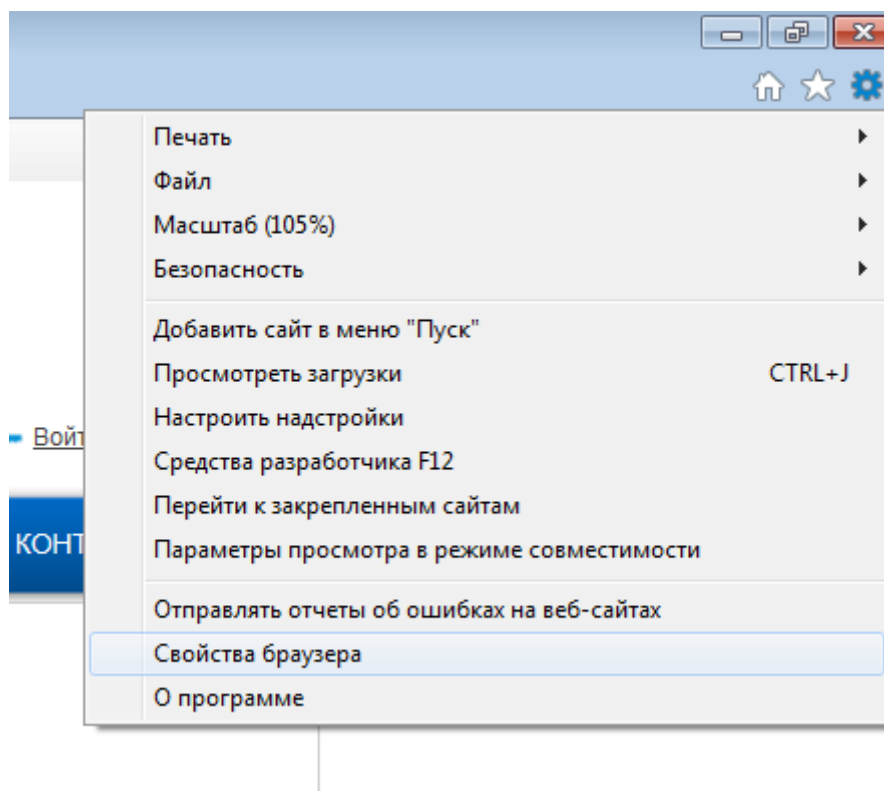 Печать
Файл
Масштаб (105%)
Безопасность
Добавить сайт в меню "Пуск"
Просмотреть загрузки CTRL+J
Настроить надстройки
Войт
Средства разработчика F12
Перейти к закрепленным сайтам
КОНТ
Параметры просмотра в режиме совместимости
Отправлять отчеты об ошибках на веб-сайтах
Свойства браузера
О программе